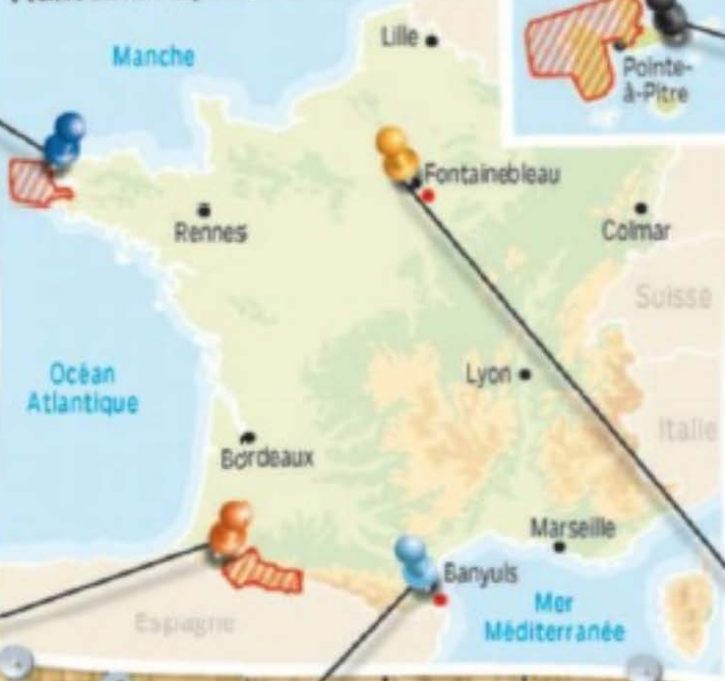 Lille
Manche
Pointe-
à-Pitre
Fontainebleau
Rennes
Colmar
Suisse
Océan
Atlantique
Lyon
Italie
Bordeaux
Marseille
Banyuls
Mer
Méditerranée
Espagne